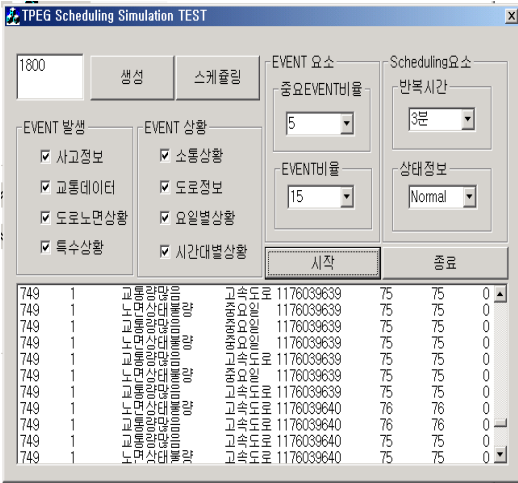 TPEG Scheduling Simulation TEST
1800
생성
스케쥴링
EVENT 요소
중요EVENT비율
5
EVENT비율
15
Scheduling요소
반복시간
3분
상태정보
Normal
EVENT 발생
사고정보
교통데이터
도로노면상황
특수상황
EVENT 상황
소통상황
도로정보
요일별상황
시간대별상황
시작
종료
749 1 교통량많음 고속도로 1176039639 75 75 0
749 1 노면상태불량 중요일 1176039639 75 75 0
749 1 교통량많음 중요일 1176039639 75 75 0
749 1 노면상태불량 중요일 1176039639 75 75 0
749 1 교통량많음 고속도로 1176039639 75 75 0
749 1 노면상태불량 중요일 1176039639 75 75 0
749 1 교통량많음 고속도로 1176039639 75 75 0
749 1 노면상태불량 고속도로 1176039640 76 76 0
749 1 교통량많음 고속도로 1176039640 76 76 0
749 1 교통량많음 고속도로 1176039640 75 75 0
749 1 노면상태불량 고속도로 1176039640 75 75 0